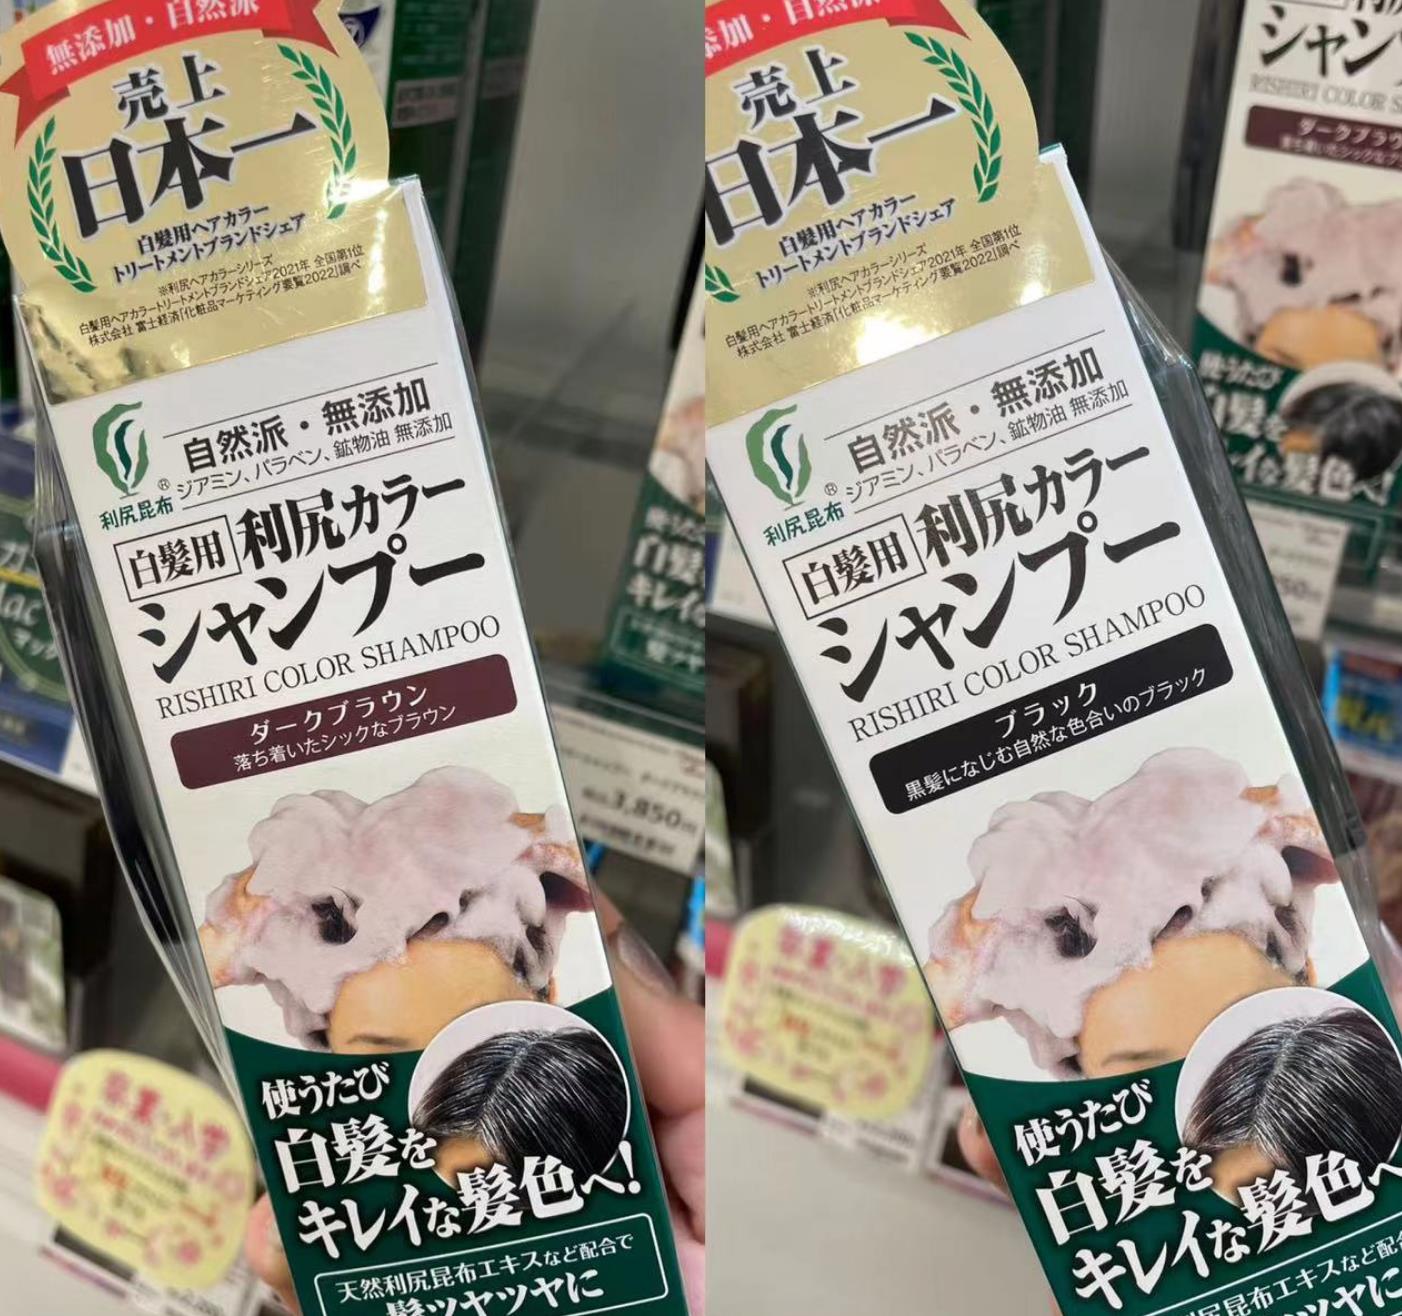 無添加・自然派
売上
日本一
白髪用ヘアカラー
トリートメントブランドシェア
※利尻ヘアカラーシリーズ
白髪用ヘアカラートリートメントブランドシェア2021年 全国第1位
株式会社 富士経済「化粧品マーケティング要覧2022」調べ
自然派・無添加
ジアミン、パラベン、鉱物油 無添加
利尻昆布®
白髪用 利尻カラー
シャンプー
RISHIRI COLOR SHAMPOO
ダークブラウン
落ち着いたシックなブラウン
使うたび
白髪を
キレイな髪色へ!
天然利尻昆布エキスなど配合で
髪ツヤツヤに
3,850
添加・自然派
売上
日本一
白髪用ヘアカラー
トリートメントブランドシェア
※利尻ヘアカラーシリーズ
白髪用ヘアカラートリートメントブランドシェア2021年 全国第1位
株式会社 富士経済「化粧品マーケティング要覧2022」調べ
自然派・無添加
ジアミン、パラベン、鉱物油 無添加
利尻昆布®
白髪用 利尻カラー
シャンプー
RISHIRI COLOR SHAMPOO
ブラック
黒髪になじむ自然な色合いのブラック
使うたび
白髪を
キレイな髪色へ
利尻昆布エキスなど配
ツヤツヤに
シャン
RISHIRI COLOR S
ダークブラウ
使うたび
白髪を
キレイな髪色へ